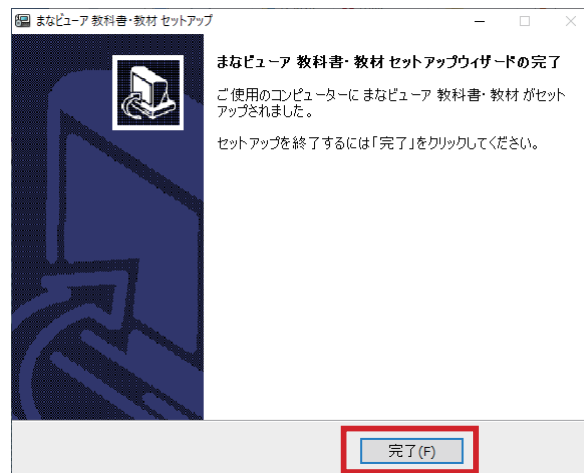 まなビューア 教科書・教材 セットアップ
まなビューア 教科書・教材 セットアップウィザードの完了
ご使用のコンピューターに まなビューア 教科書・教材 がセット
アップされました。
セットアップを終了するには「完了」をクリックしてください。
完了(F)